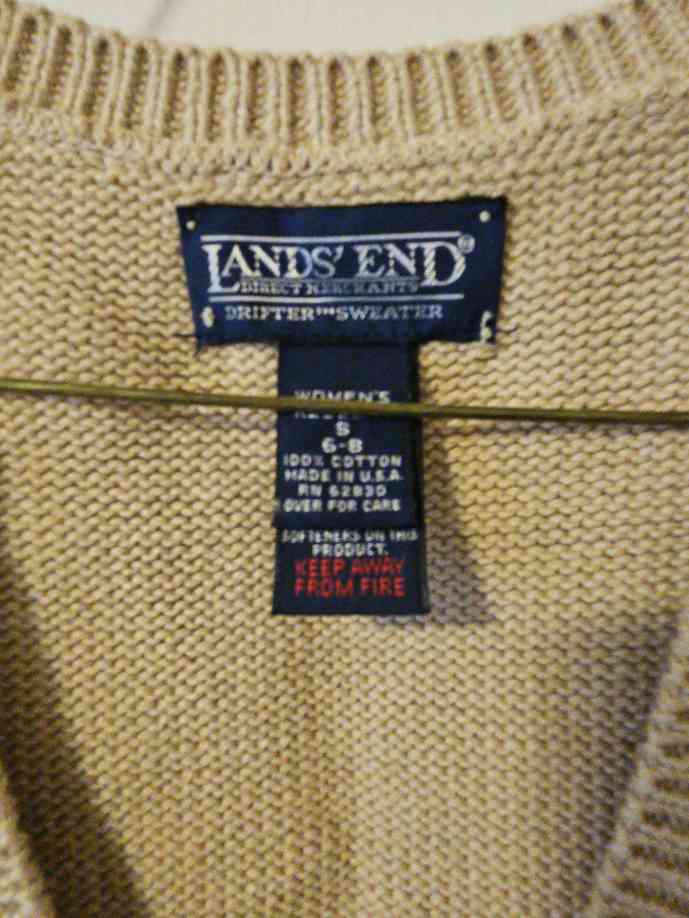 LANDS' END®
DIRECT MERCHANTS
DRIFTER™ SWEATER
WOMEN'S
S
6-8
100% COTTON
MADE IN U.S.A.
RN 62830
OVER FOR CARE
SOFTENERS ON THIS
PRODUCT.
KEEP AWAY
FROM FIRE